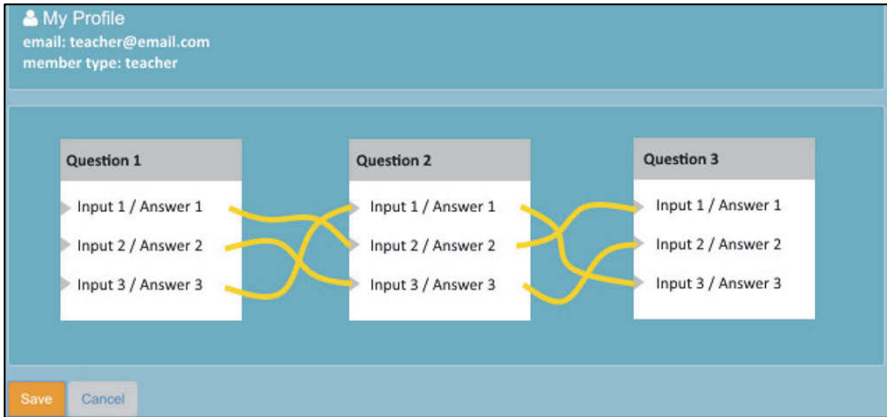 My Profile
email: teacher@email.com
member type: teacher
Question 1
Input 1 / Answer 1
Input 2 / Answer 2
Input 3 / Answer 3
Question 2
Input 1 / Answer 1
Input 2 / Answer 2
Input 3 / Answer 3
Question 3
Input 1 / Answer 1
Input 2 / Answer 2
Input 3 / Answer 3
Save
Cancel